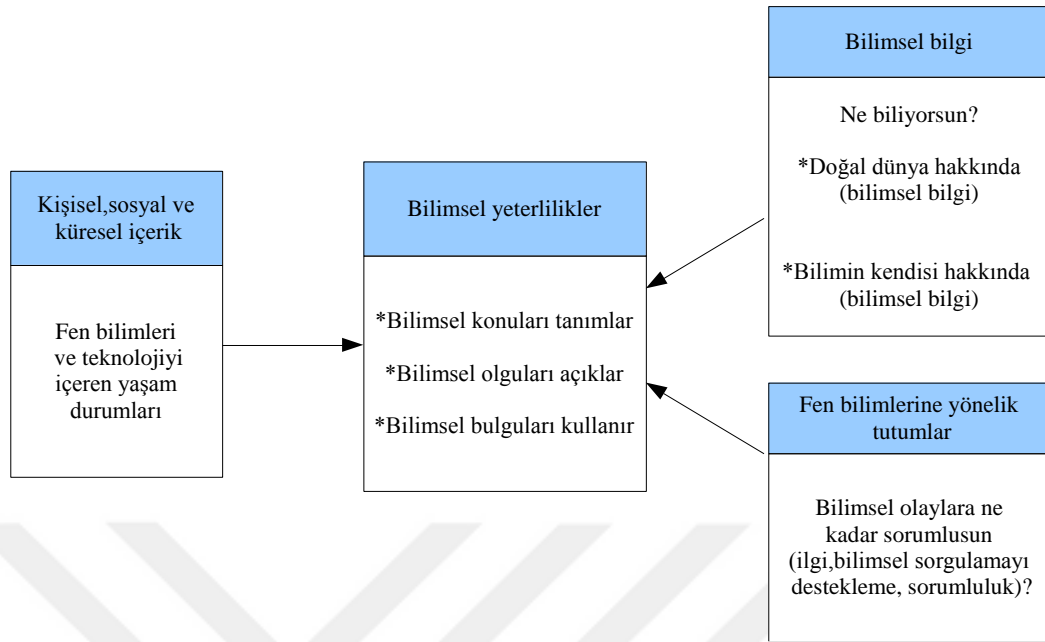 Kişisel,sosyal ve
küresel içerik
Fen bilimleri
ve teknolojiyi
içeren yaşam
durumları
Bilimsel yeterlilikler
*Bilimsel konuları tanımlar
*Bilimsel olguları açıklar
*Bilimsel bulguları kullanır
Bilimsel bilgi
Ne biliyorsun?
*Doğal dünya hakkında
(bilimsel bilgi)
*Bilimin kendisi hakkında
(bilimsel bilgi)
Fen bilimlerine yönelik
tutumlar
Bilimsel olaylara ne
kadar sorumlusun
(ilgi,bilimsel sorgulamayı
destekleme, sorumluluk)?